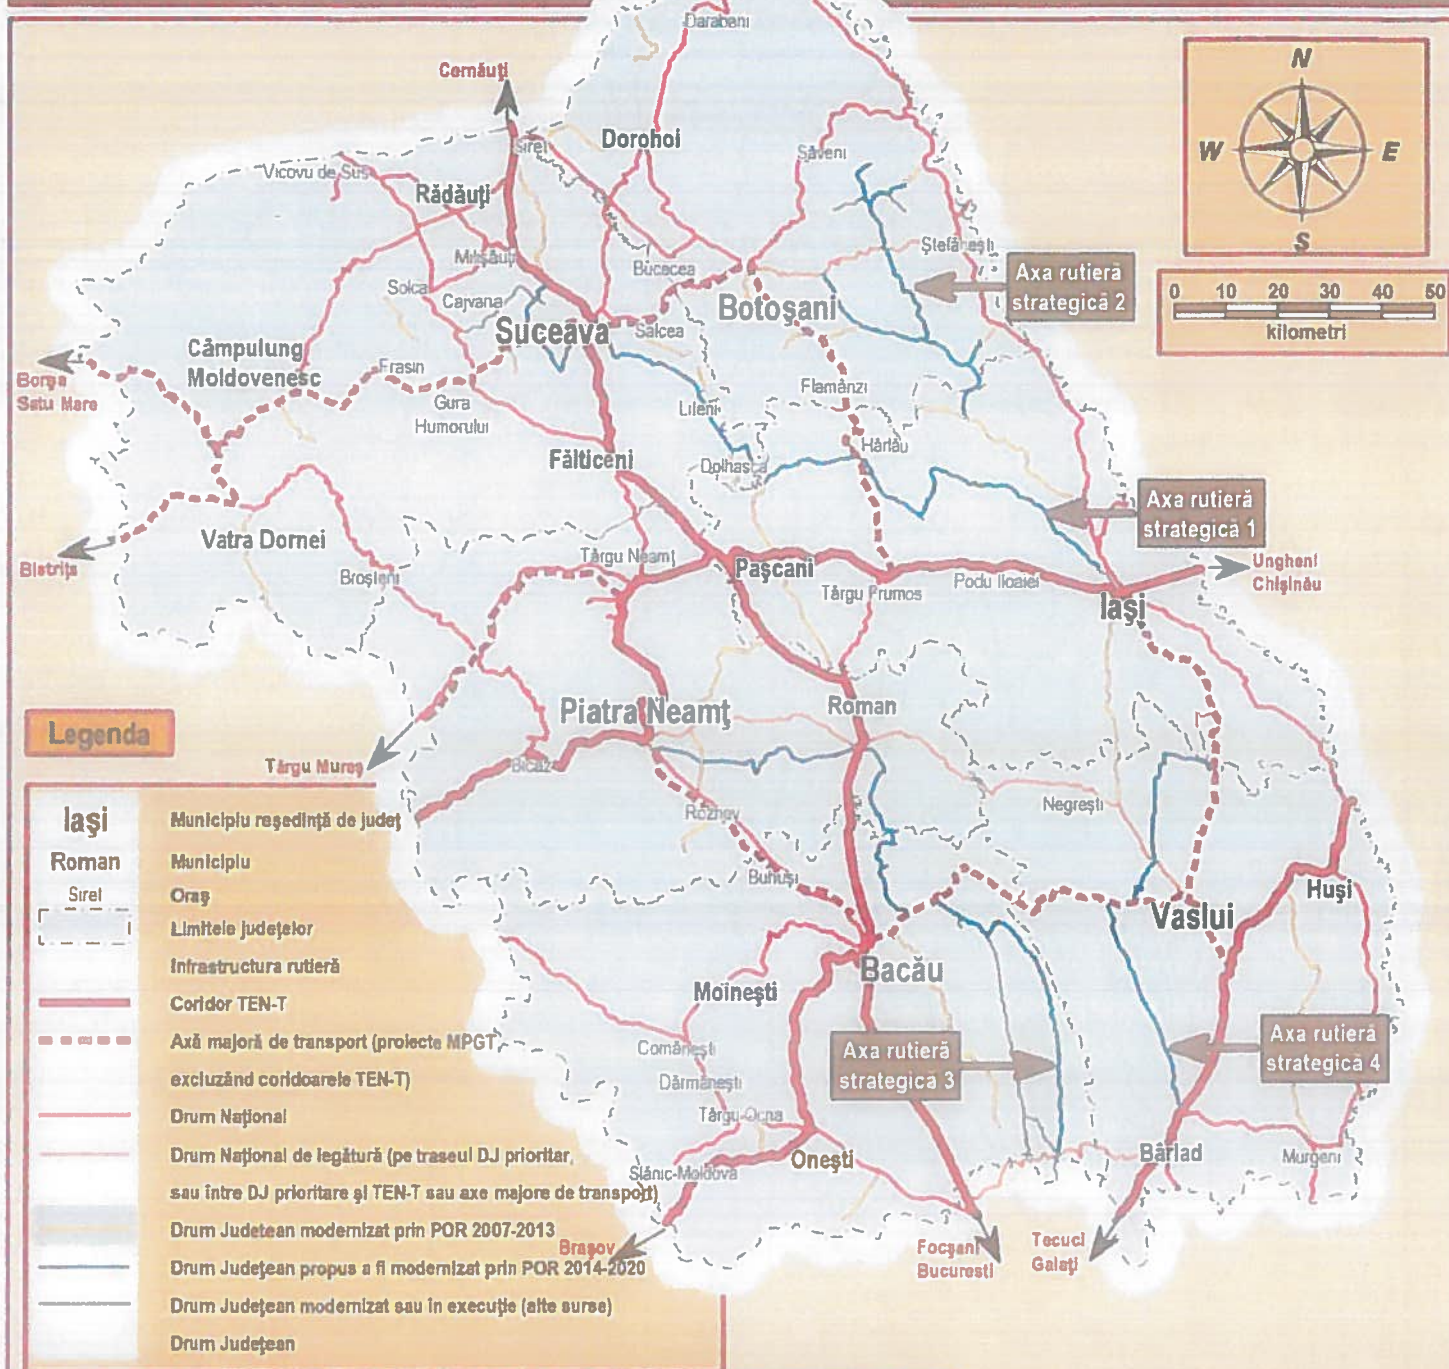 Darabani
Cernăuți
N
Dorohoi
Siret
Săveni
W
E
Vicovu de Sus
Rădăuți
S
Ștefănești
Milișăuți
Bucecea
Axa rutieră
strategică 2
Solca
Cajvana
0 10 20 30 40 50
kilometri
Botoșani
Suceava
Salcea
Câmpulung
Moldovenesc
Frasin
Borșa
Satu Mare
Flamânzi
Gura
Humorului
Liteni
Hârlău
Fălticeni
Dolhasca
Axa rutieră
strategică 1
Vatra Dornei
Bistrița
Broșteni
Târgu Neamț
Pașcani
Podu Iloaiei
Târgu Frumos
Ungheni
Chișinău
Iași
Piatra Neamț
Roman
Legenda
Târgu Mureș
Bicaz
Negrești
Roznov
Iași Municipiu reședință de județ
Roman Municipiu
Siret Oraș
Limitele județelor
Infrastructura rutieră
Coridor TEN-T
Axă majoră de transport (proiecte MPGT,
excluzând coridoarele TEN-T)
Drum Național
Drum Național de legătură (pe traseul DJ prioritar,
sau între DJ prioritare și TEN-T sau axe majore de transport)
Drum Județean modernizat prin POR 2007-2013
Drum Județean propus a fi modernizat prin POR 2014-2020
Drum Județean modernizat sau în execuție (alte surse)
Drum Județean
Buhuși
Huși
Vaslui
Bacău
Moinești
Comănești
Axa rutieră
strategică 3
Axa rutieră
strategică 4
Dărmănești
Târgu-Ocna
Onești
Bârlad
Murgeni
Slănic-Moldova
Brașov
Focșani
Bucuresti
Tecuci
Galați